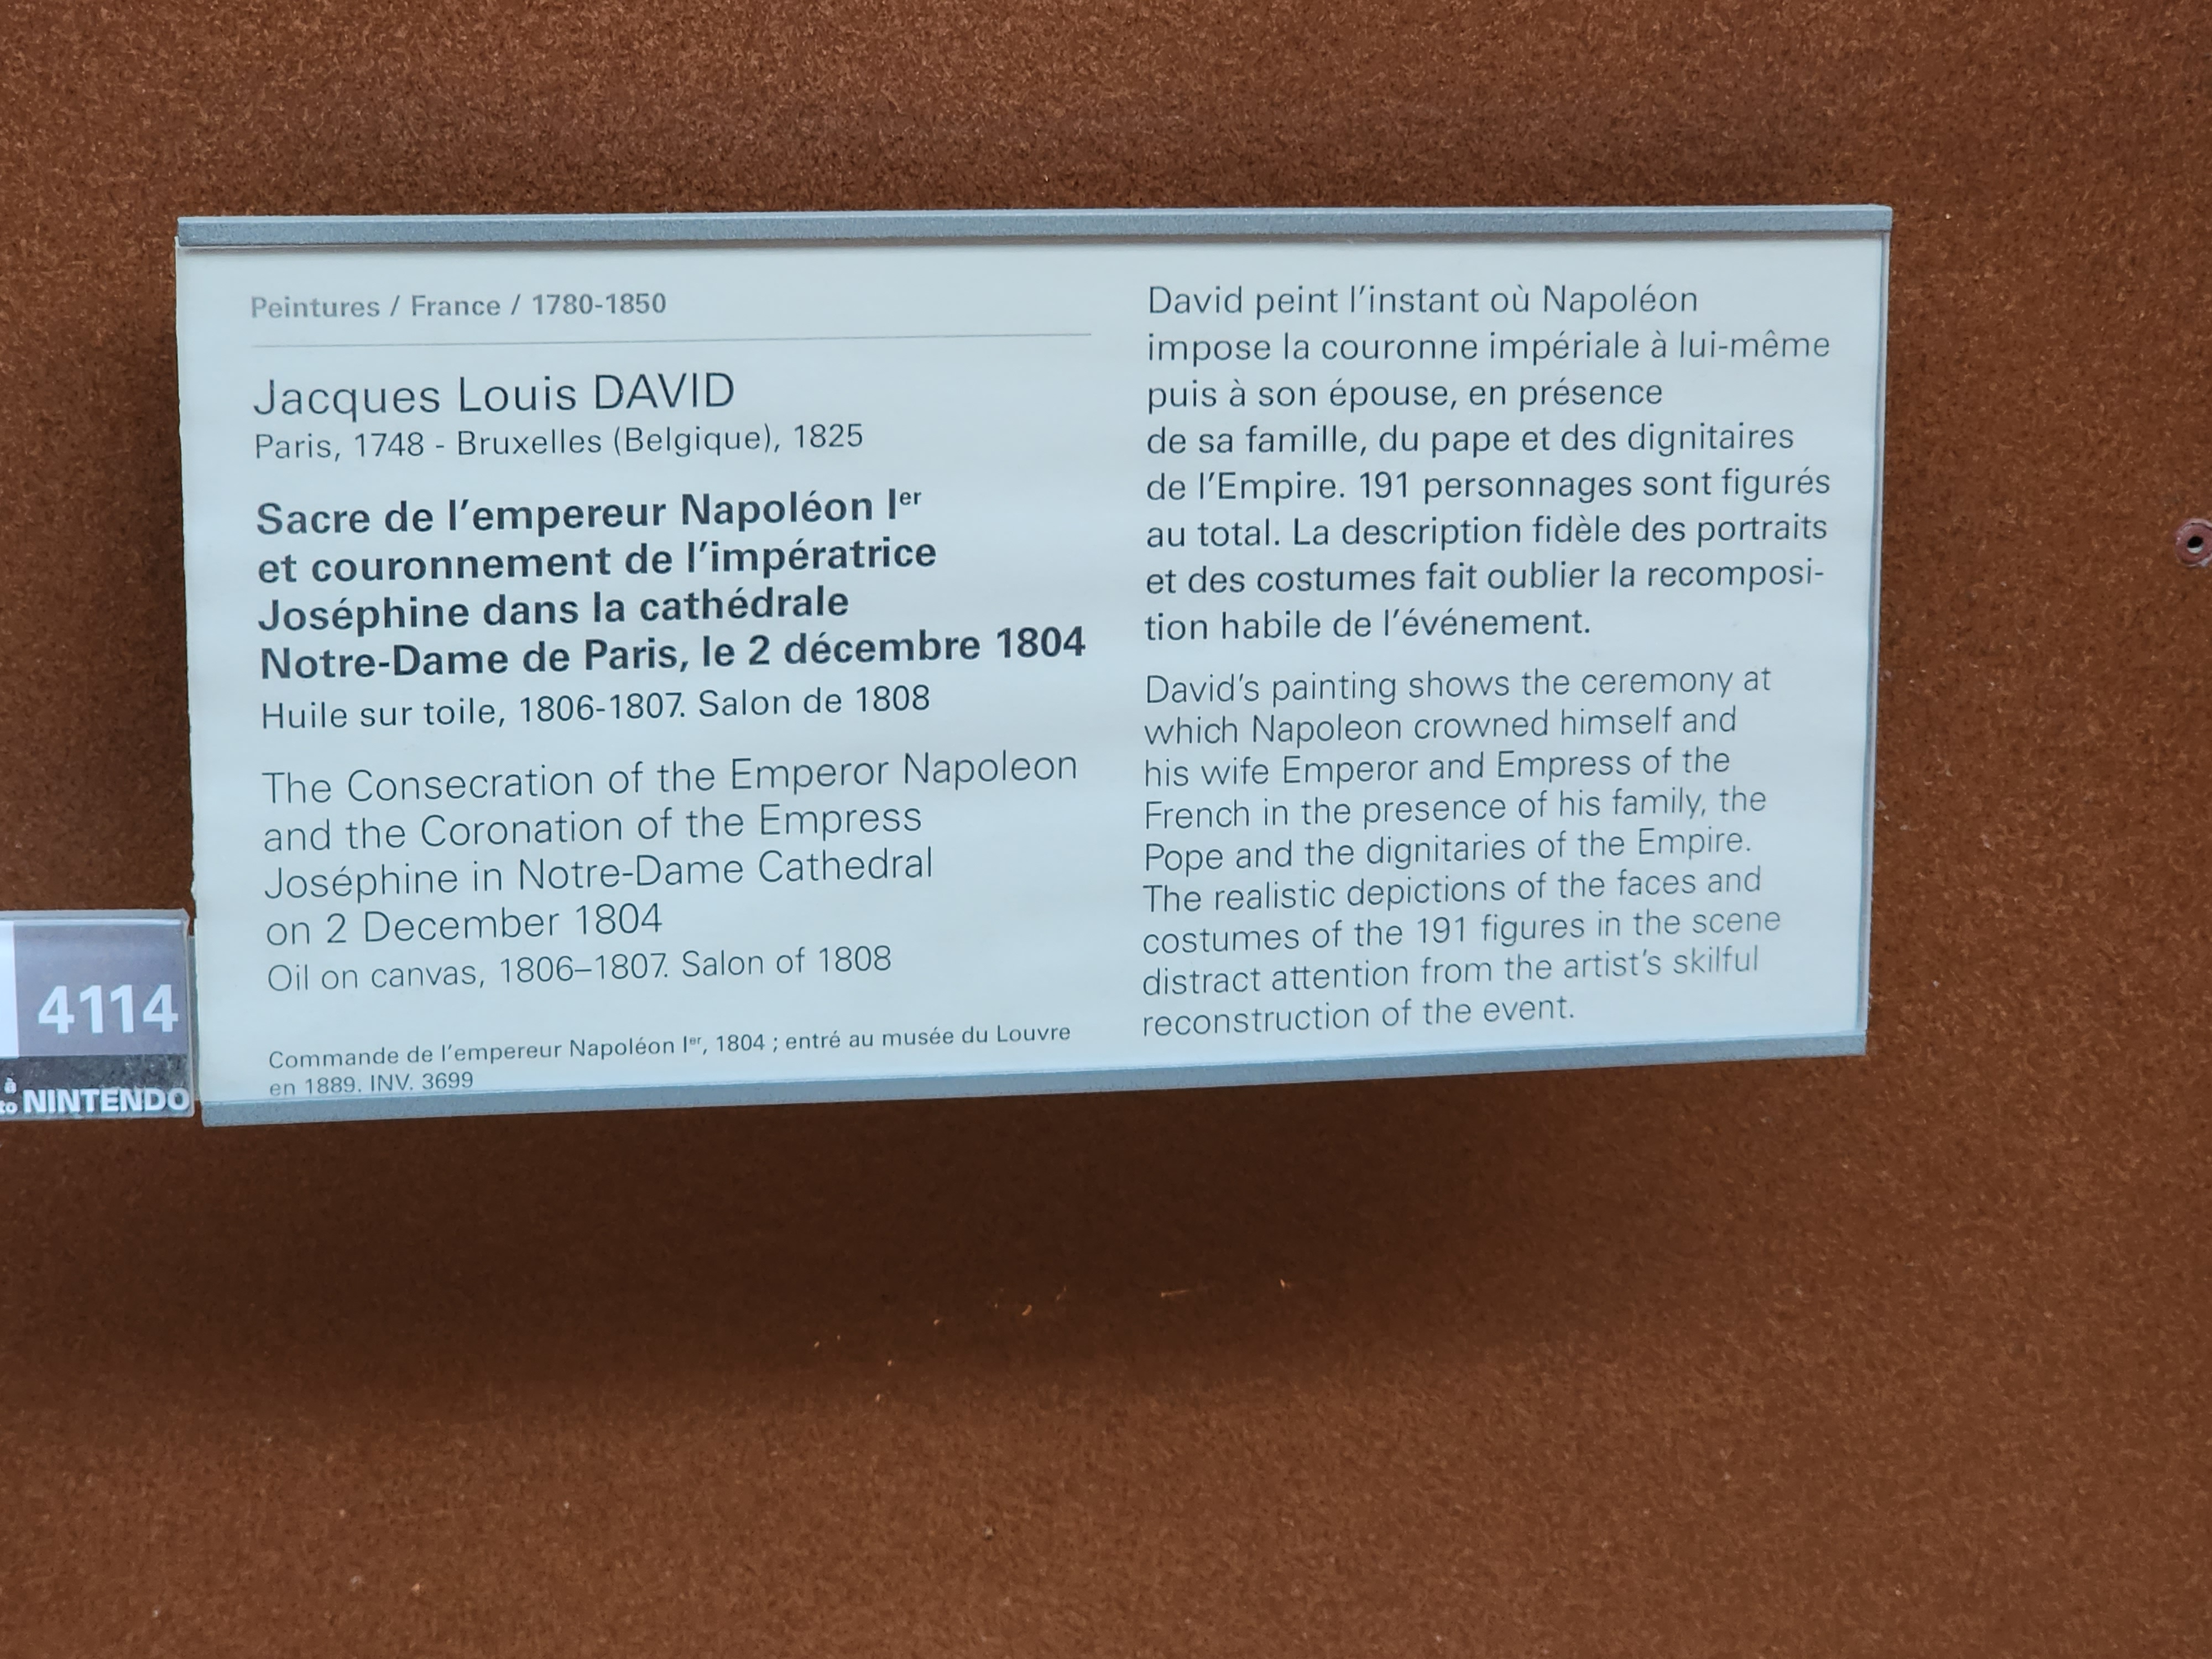 Peintures / France / 1780-1850
Jacques Louis DAVID
Paris, 1748 - Bruxelles (Belgique), 1825
Sacre de l'empereur Napoléon Ier
et couronnement de l'impératrice
Joséphine dans la cathédrale
Notre-Dame de Paris, le 2 décembre 1804
Huile sur toile, 1806-1807. Salon de 1808
The Consecration of the Emperor Napoleon
and the Coronation of the Empress
Joséphine in Notre-Dame Cathedral
on 2 December 1804
Oil on canvas, 1806–1807. Salon of 1808
Commande de l'empereur Napoléon Ier, 1804 ; entré au musée du Louvre
en 1889. INV. 3699
David peint l'instant où Napoléon
impose la couronne impériale à lui-même
puis à son épouse, en présence
de sa famille, du pape et des dignitaires
de l'Empire. 191 personnages sont figurés
au total. La description fidèle des portraits
et des costumes fait oublier la recomposi-
tion habile de l'événement.
David's painting shows the ceremony at
which Napoleon crowned himself and
his wife Emperor and Empress of the
French in the presence of his family, the
Pope and the dignitaries of the Empire.
The realistic depictions of the faces and
costumes of the 191 figures in the scene
distract attention from the artist's skilful
reconstruction of the event.
4114
à
to NINTENDO